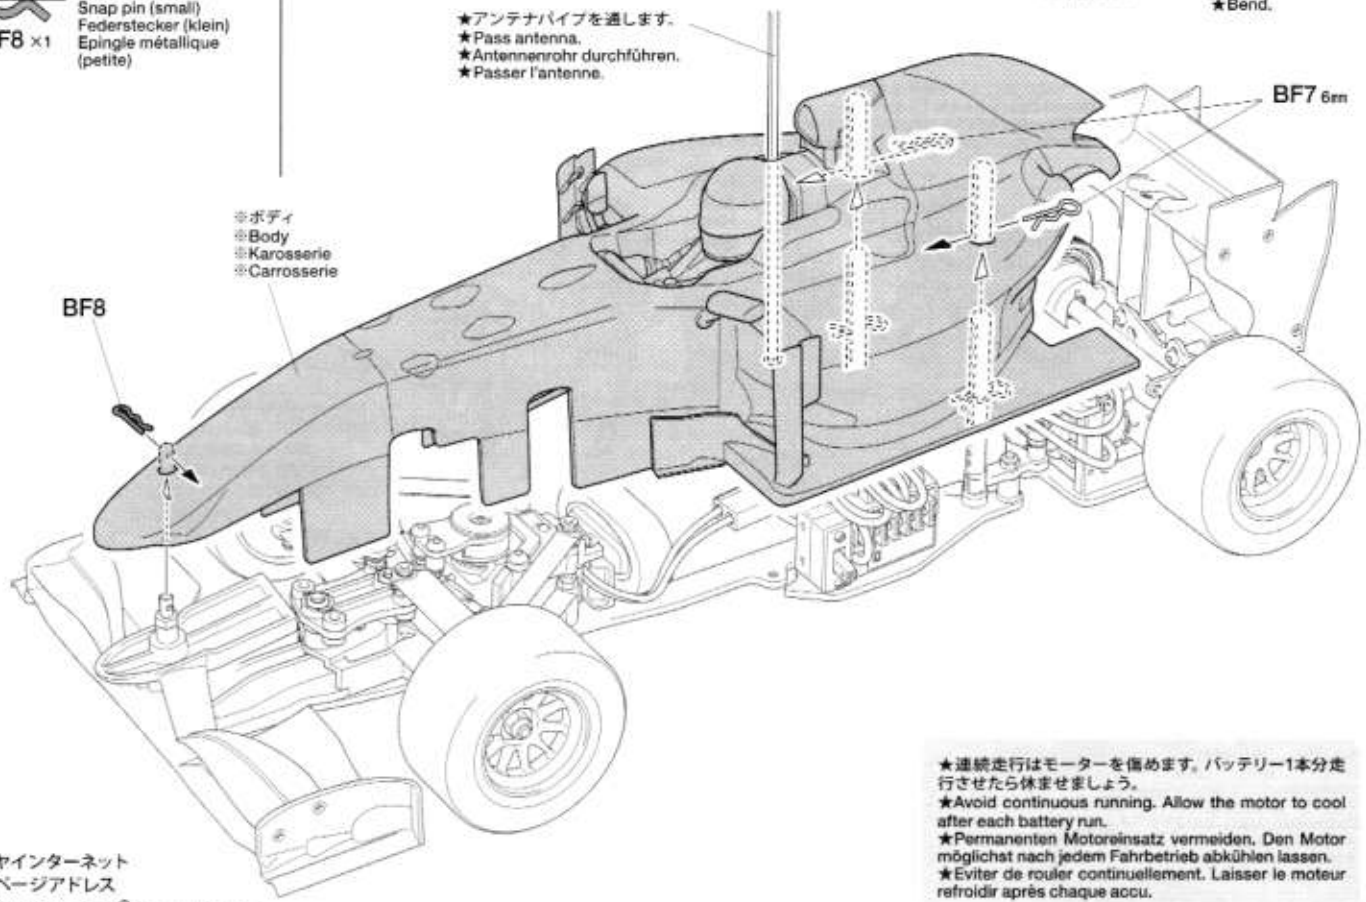 Snap pin (small)
Federstecker (klein)
F8 ×1 Epingle métallique
(petite)
★アンテナパイプを通します。
★Pass antenna.
★Antennenrohr durchführen.
★Passer l'antenne.
★Bend.
BF7 6mm
※ボディ
※Body
※Karosserie
※Carrosserie
BF8
★連続走行はモーターを傷めます。バッテリー1本分走
行させたら休ませましょう。
★Avoid continuous running. Allow the motor to cool
after each battery run.
★Permanenten Motoreinsatz vermeiden. Den Motor
möglichst nach jedem Fahrbetrieb abkühlen lassen.
★Eviter de rouler continuellement. Laisser le moteur
refroidir après chaque accu.
ヤインターネット
ページアドレス